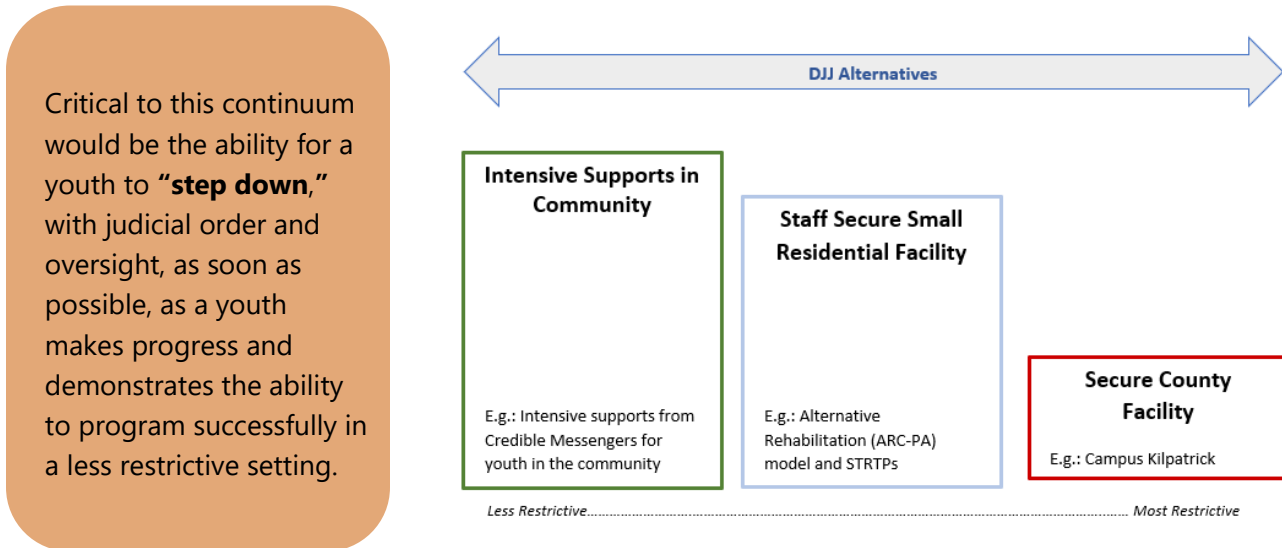 Critical to this continuum
would be the ability for a
youth to “step down,”
with judicial order and
oversight, as soon as
possible, as a youth
makes progress and
demonstrates the ability
to program successfully in
a less restrictive setting.
DJJ Alternatives
Intensive Supports in
Community
E.g.: Intensive supports from
Credible Messengers for
youth in the community
Staff Secure Small
Residential Facility
E.g.: Alternative
Rehabilitation (ARC-PA)
model and STRTPs
Secure County
Facility
E.g.: Campus Kilpatrick
Less Restrictive........................................................................................................ Most Restrictive